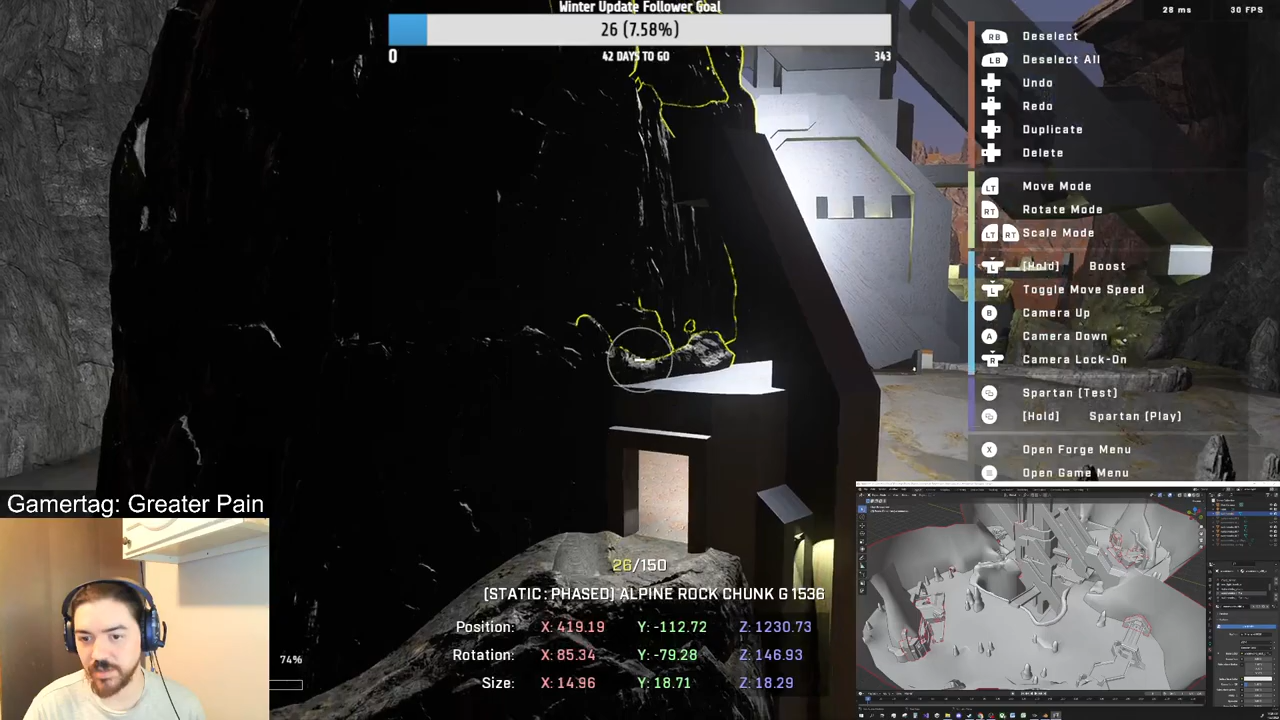 Winter Update Follower Goal
26 (7.58%)
0
42 DAYS TO GO
343
28 ms
30 FPS
RB Deselect
LB Deselect All
Undo
Redo
Duplicate
Delete
LT Move Mode
RT Rotate Mode
LT RT Scale Mode
L [Hold] Boost
L Toggle Move Speed
B Camera Up
A Camera Down
R Camera Lock-On
Spartan [Test]
[Hold] Spartan [Play]
X Open Forge Menu
Open Game Menu
Gamertag: Greater Pain
26/150
[STATIC : PHASED] ALPINE ROCK CHUNK G 1536
Position: X: 419.19 Y: -112.72 Z: 1230.73
Rotation: X: 85.34 Y: -79.28 Z: 146.93
Size: X: 14.96 Y: 18.71 Z: 18.29
74%